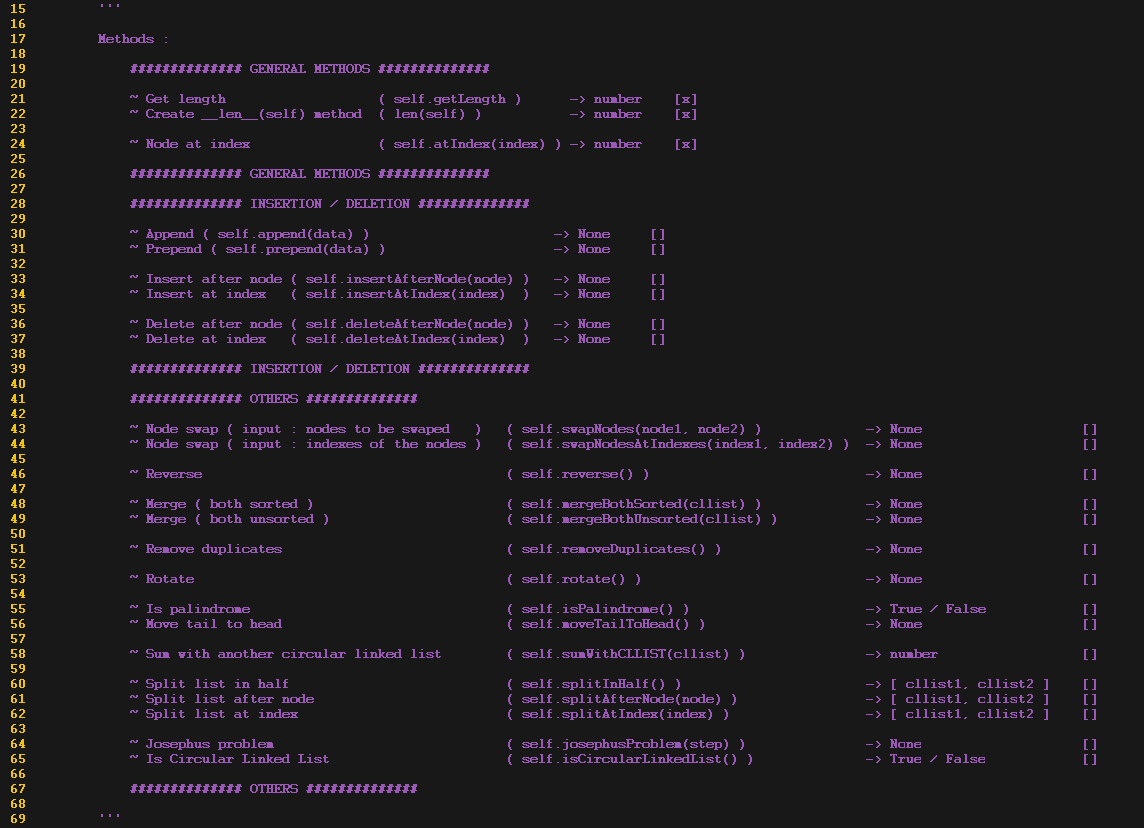 15 '''
16
17 Methods :
18
19 ############## GENERAL METHODS ##############
20
21 ~ Get length ( self.getLength ) -> number [x]
22 ~ Create __len__(self) method ( len(self) ) -> number [x]
23
24 ~ Node at index ( self.atIndex(index) ) -> number [x]
25
26 ############## GENERAL METHODS ##############
27
28 ############## INSERTION / DELETION ##############
29
30 ~ Append ( self.append(data) ) -> None []
31 ~ Prepend ( self.prepend(data) ) -> None []
32
33 ~ Insert after node ( self.insertAfterNode(node) ) -> None []
34 ~ Insert at index ( self.insertAtIndex(index) ) -> None []
35
36 ~ Delete after node ( self.deleteAfterNode(node) ) -> None []
37 ~ Delete at index ( self.deleteAtIndex(index) ) -> None []
38
39 ############## INSERTION / DELETION ##############
40
41 ############## OTHERS ##############
42
43 ~ Node swap ( input : nodes to be swaped ) ( self.swapNodes(node1, node2) ) -> None []
44 ~ Node swap ( input : indexes of the nodes ) ( self.swapNodesAtIndexes(index1, index2) ) -> None []
45
46 ~ Reverse ( self.reverse() ) -> None []
47
48 ~ Merge ( both sorted ) ( self.mergeBothSorted(cllist) ) -> None []
49 ~ Merge ( both unsorted ) ( self.mergeBothUnsorted(cllist) ) -> None []
50
51 ~ Remove duplicates ( self.removeDuplicates() ) -> None []
52
53 ~ Rotate ( self.rotate() ) -> None []
54
55 ~ Is palindrome ( self.isPalindrome() ) -> True / False []
56 ~ Move tail to head ( self.moveTailToHead() ) -> None []
57
58 ~ Sum with another circular linked list ( self.sumWithCLLIST(cllist) ) -> number []
59
60 ~ Split list in half ( self.splitInHalf() ) -> [ cllist1, cllist2 ] []
61 ~ Split list after node ( self.splitAfterNode(node) ) -> [ cllist1, cllist2 ] []
62 ~ Split list at index ( self.splitAtIndex(index) ) -> [ cllist1, cllist2 ] []
63
64 ~ Josephus problem ( self.josephusProblem(step) ) -> None []
65 ~ Is Circular Linked List ( self.isCircularLinkedList() ) -> True / False []
66
67 ############## OTHERS ##############
68
69 '''